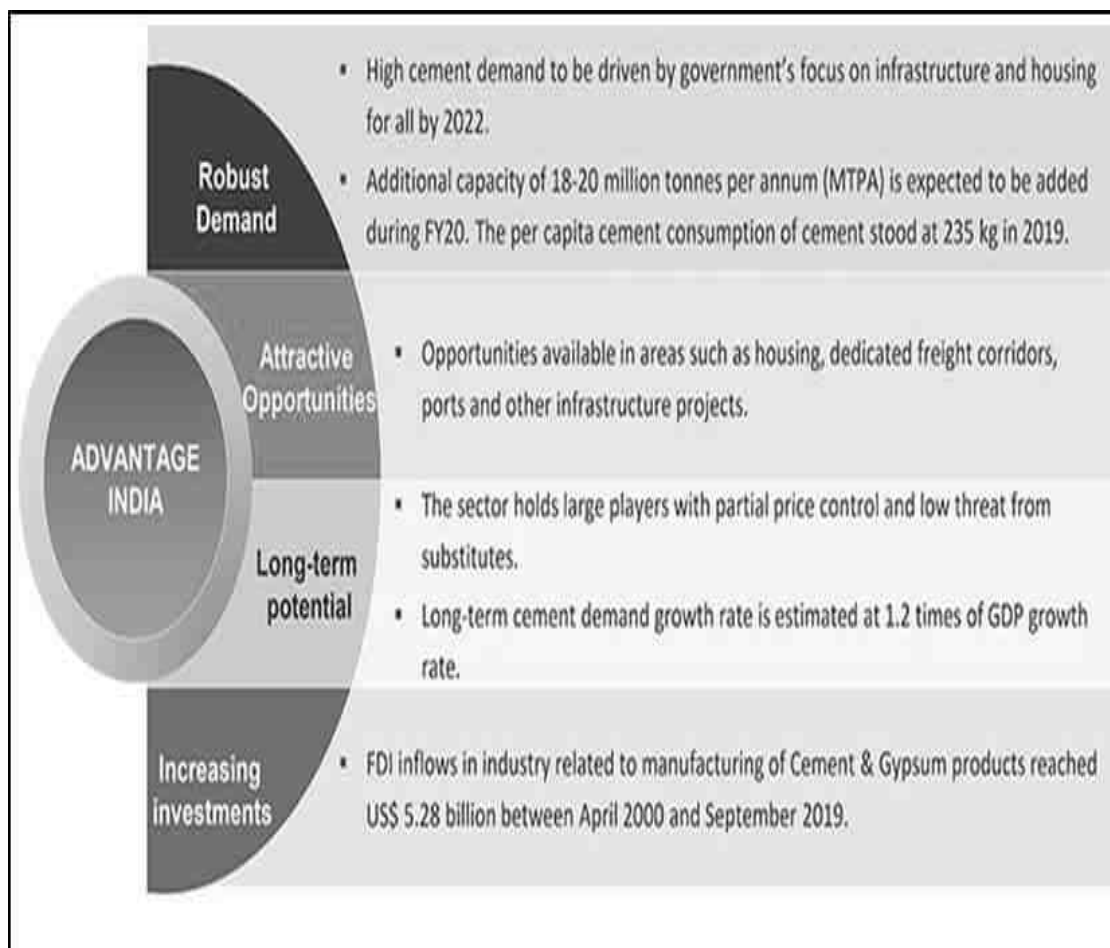 ▪ High cement demand to be driven by government's focus on infrastructure and housing
for all by 2022.
Robust
Demand
▪ Additional capacity of 18-20 million tonnes per annum (MTPA) is expected to be added
during FY20. The per capita cement consumption of cement stood at 235 kg in 2019.
Attractive
Opportunities
▪ Opportunities available in areas such as housing, dedicated freight corridors,
ports and other infrastructure projects.
ADVANTAGE
INDIA
▪ The sector holds large players with partial price control and low threat from
substitutes.
Long-term
potential
▪ Long-term cement demand growth rate is estimated at 1.2 times of GDP growth
rate.
Increasing
investments
▪ FDI inflows in industry related to manufacturing of Cement & Gypsum products reached
US$ 5.28 billion between April 2000 and September 2019.